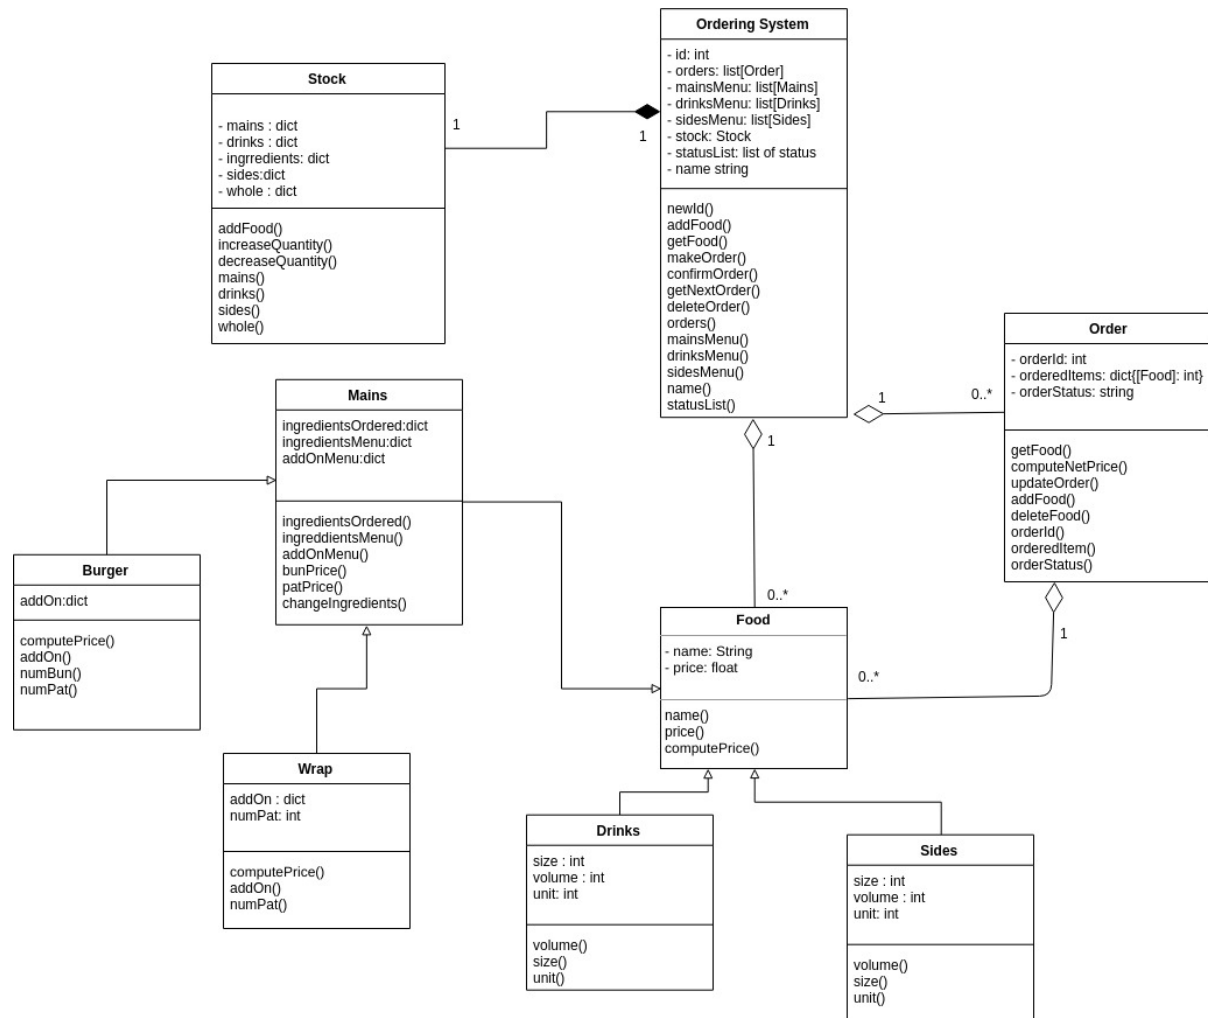 Ordering System
- id: int
- orders: list[Order]
- mainsMenu: list[Mains]
- drinksMenu: list[Drinks]
- sidesMenu: list[Sides]
- stock: Stock
- statusList: list of status
- name string
newId()
addFood()
getFood()
makeOrder()
confirmOrder()
getNextOrder()
deleteOrder()
orders()
mainsMenu()
drinksMenu()
sidesMenu()
name()
statusList()
Stock
- mains : dict
- drinks : dict
- ingrredients: dict
- sides:dict
- whole : dict
addFood()
increaseQuantity()
decreaseQuantity()
mains()
drinks()
sides()
whole()
1
1
Order
- orderId: int
- orderedItems: dict{[Food]: int}
- orderStatus: string
getFood()
computeNetPrice()
updateOrder()
addFood()
deleteFood()
orderId()
orderedItem()
orderStatus()
1
0..*
1
0..*
1
0..*
Mains
ingredientsOrdered:dict
ingredientsMenu:dict
addOnMenu:dict
ingredientsOrdered()
ingreddientsMenu()
addOnMenu()
bunPrice()
patPrice()
changeIngredients()
Burger
addOn:dict
computePrice()
addOn()
numBun()
numPat()
Food
- name: String
- price: float
name()
price()
computePrice()
Wrap
addOn : dict
numPat: int
computePrice()
addOn()
numPat()
Drinks
size : int
volume : int
unit: int
volume()
size()
unit()
Sides
size : int
volume : int
unit: int
volume()
size()
unit()